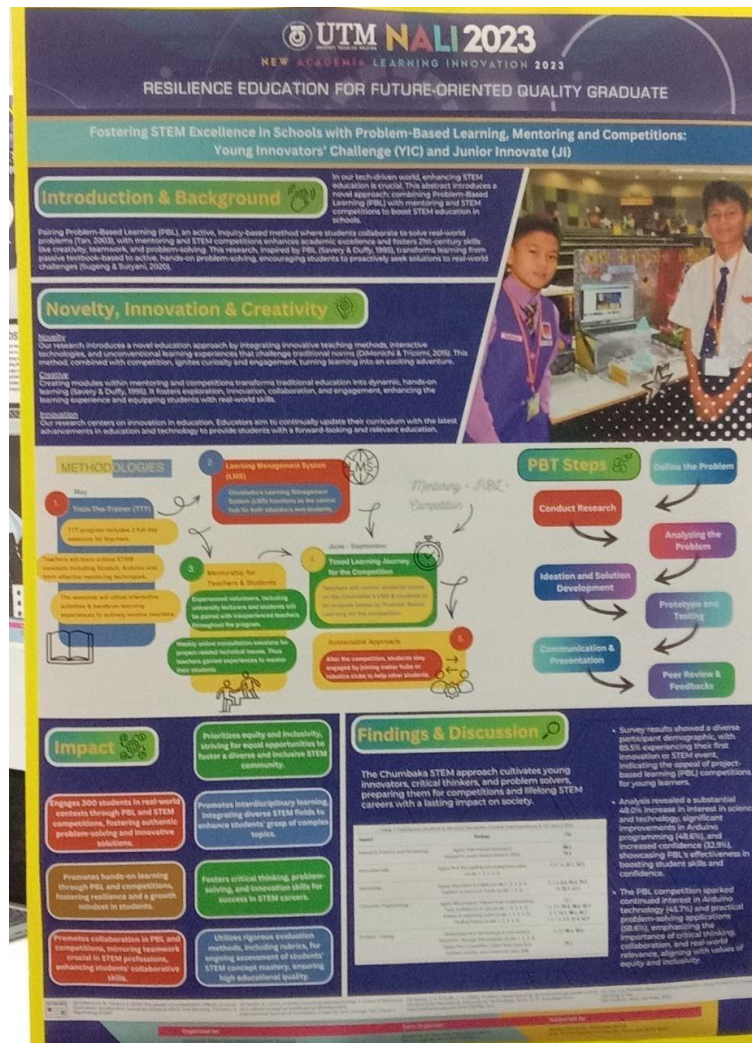 UTM NALI 2023
NEW ACADEMIA LEARNING INNOVATION 2023
RESILIENCE EDUCATION FOR FUTURE-ORIENTED QUALITY GRADUATE
Fostering STEM Excellence in Schools with Problem-Based Learning, Mentoring and Competitions:
Young Innovators' Challenge (YIC) and Junior Innovate (JI)
Introduction & Background
In our tech-driven world, enhancing STEM
education is crucial. This abstract introduces a
novel approach: combining Problem-Based
Learning (PBL) with mentoring and STEM
competitions to boost STEM education in
schools.
Pairing Problem-Based Learning (PBL), an active, inquiry-based method where students collaborate to solve real-world
problems (Tan, 2003), with mentoring and STEM competitions enhances academic excellence and fosters 21st-century skills
like creativity, teamwork, and problem-solving. This research, inspired by PBL (Savery & Duffy, 1995), transforms learning from
passive textbook-based to active, hands-on problem-solving, encouraging students to proactively seek solutions to real-world
challenges (Sugeng & Suryani, 2020).
Novelty, Innovation & Creativity
Novelty
Our research introduces a novel education approach by integrating innovative teaching methods, interactive
technologies, and unconventional learning experiences that challenge traditional norms (DiMenichi & Tricomi, 2015). This
method, combined with competition, ignites curiosity and engagement, turning learning into an exciting adventure.
Creative
Creating modules within mentoring and competitions transforms traditional education into dynamic, hands-on
learning (Savery & Duffy, 1995). It fosters exploration, innovation, collaboration, and engagement, enhancing the
learning experience and equipping students with real-world skills.
Innovation
Our research centers on innovation in education. Educators aim to continually update their curriculum with the latest
advancements in education and technology to provide students with a forward-looking and relevant education.
METHODOLOGIES
1.
May
Train-The-Trainer (TTT)
TTT program includes 2 full-day
sessions for teachers.
Teachers will learn critical STEM
concepts including Scratch, Arduino and
learn effective mentoring techniques.
The sessions will utilize interactive
activities & hands-on learning
experiences to actively involve teachers.
2.
Learning Management System
(LMS)
Chumbaka's Learning Management
System (LMS) functions as the central
hub for both educators and students.
LMS
3.
Mentorship for
Teachers & Students
Experienced volunteers, including
university lecturers and students will
be paired with inexperienced teachers
throughout the program.
Weekly online consultation sessions for
project-related technical issues. Thus
teachers gained experiences to mentor
their students.
Mentoring + PBL +
Competition
4.
June - September
Timed Learning Journey
for the Competition
Teachers will mentor students based
on the Chumbaka's LMS & students
projects based on Problem Based
Learning for the competition.
5.
Sustainable Approach
After the competition, students stay
engaged by joining maker hubs or
robotics clubs to help other students.
PBT Steps
Define the Problem
Conduct Research
Analyzing the
Problem
Ideation and Solution
Development
Prototype and
Testing
Communication &
Presentation
Peer Review &
Feedbacks
Impact
Prioritizes equity and inclusivity,
striving for equal opportunities to
foster a diverse and inclusive STEM
community.
Engages 300 students in real-world
contexts through PBL and STEM
competitions, fostering authentic
problem-solving and innovative
solutions.
Promotes interdisciplinary learning,
integrating diverse STEM fields to
enhance students' grasp of complex
topics.
Promotes hands-on learning
through PBL and competitions,
fostering resilience and a growth
mindset in students.
Fosters critical thinking, problem-
solving, and innovation skills for
success in STEM careers.
Promotes collaboration in PBL and
competitions, mirroring teamwork
crucial in STEM professions,
enhancing students' collaborative
skills.
Utilizes rigorous evaluation
methods, including rubrics, for
ongoing assessment of students'
STEM concept mastery, ensuring
high educational quality.
Findings & Discussion
The Chumbaka STEM approach cultivates young
innovators, critical thinkers, and problem solvers,
preparing them for competitions and lifelong STEM
careers with a lasting impact on society.
Survey results showed a diverse
participant demographic, with
85.5% experiencing their first
innovation or STEM event,
indicating the appeal of project-
based learning (PBL) competitions
for young learners.
Analysis revealed a substantial
48.0% increase in interest in science
and technology, significant
improvements in Arduino
programming (48.6%), and
increased confidence (32.9%),
showcasing PBL's effectiveness in
boosting student skills and
confidence.
The PBL competition sparked
continued interest in Arduino
technology (45.7%) and practical
problem-solving applications
(58.6%), emphasizing the
importance of critical thinking,
collaboration, and real-world
relevance, aligning with values of
equity and inclusivity.